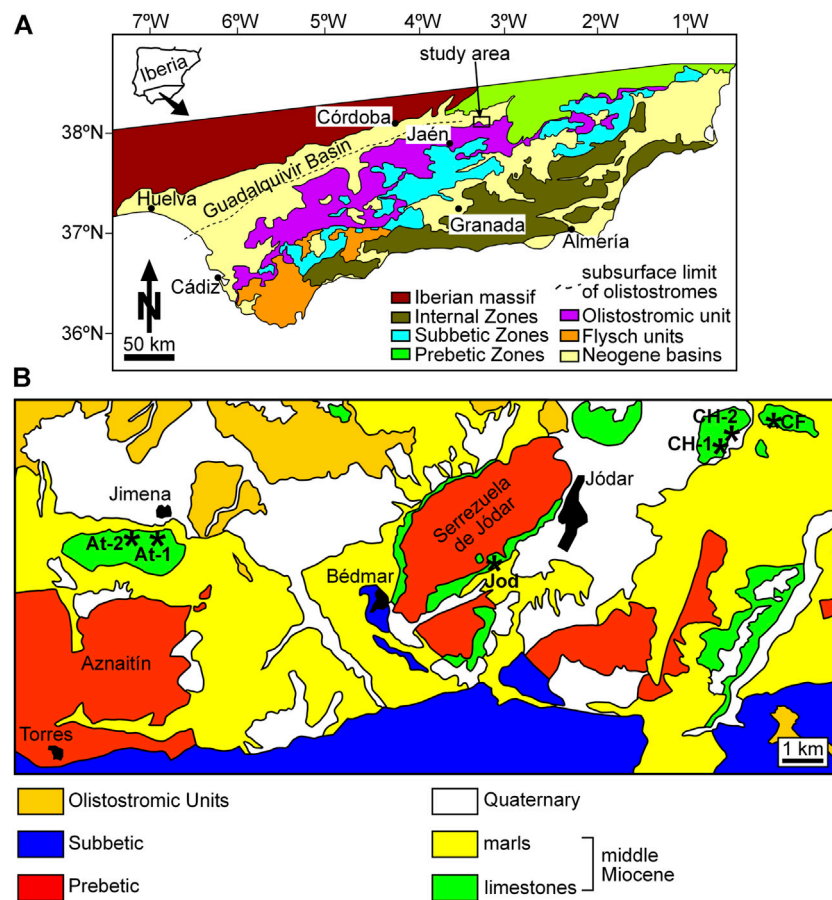 A
7ºW 6ºW 5ºW 4ºW 3ºW 2ºW 1ºW
study area
Iberia
38ºN
37ºN
36ºN
Córdoba
Jaén
Guadalquivir Basin
Huelva
Granada
Almería
Cádiz
N
50 km
subsurface limit
of olistostromes
Iberian massif
Internal Zones
Subbetic Zones
Prebetic Zones
Olistostromic unit
Flysch units
Neogene basins
B
CH-2
CH-1
CF
Jimena
Serrezuela
de Jódar
Jódar
At-2
At-1
Bédmar
Jod
Aznaitín
Torres
1 km
Olistostromic Units
Subbetic
Prebetic
Quaternary
marls
limestones
middle
Miocene